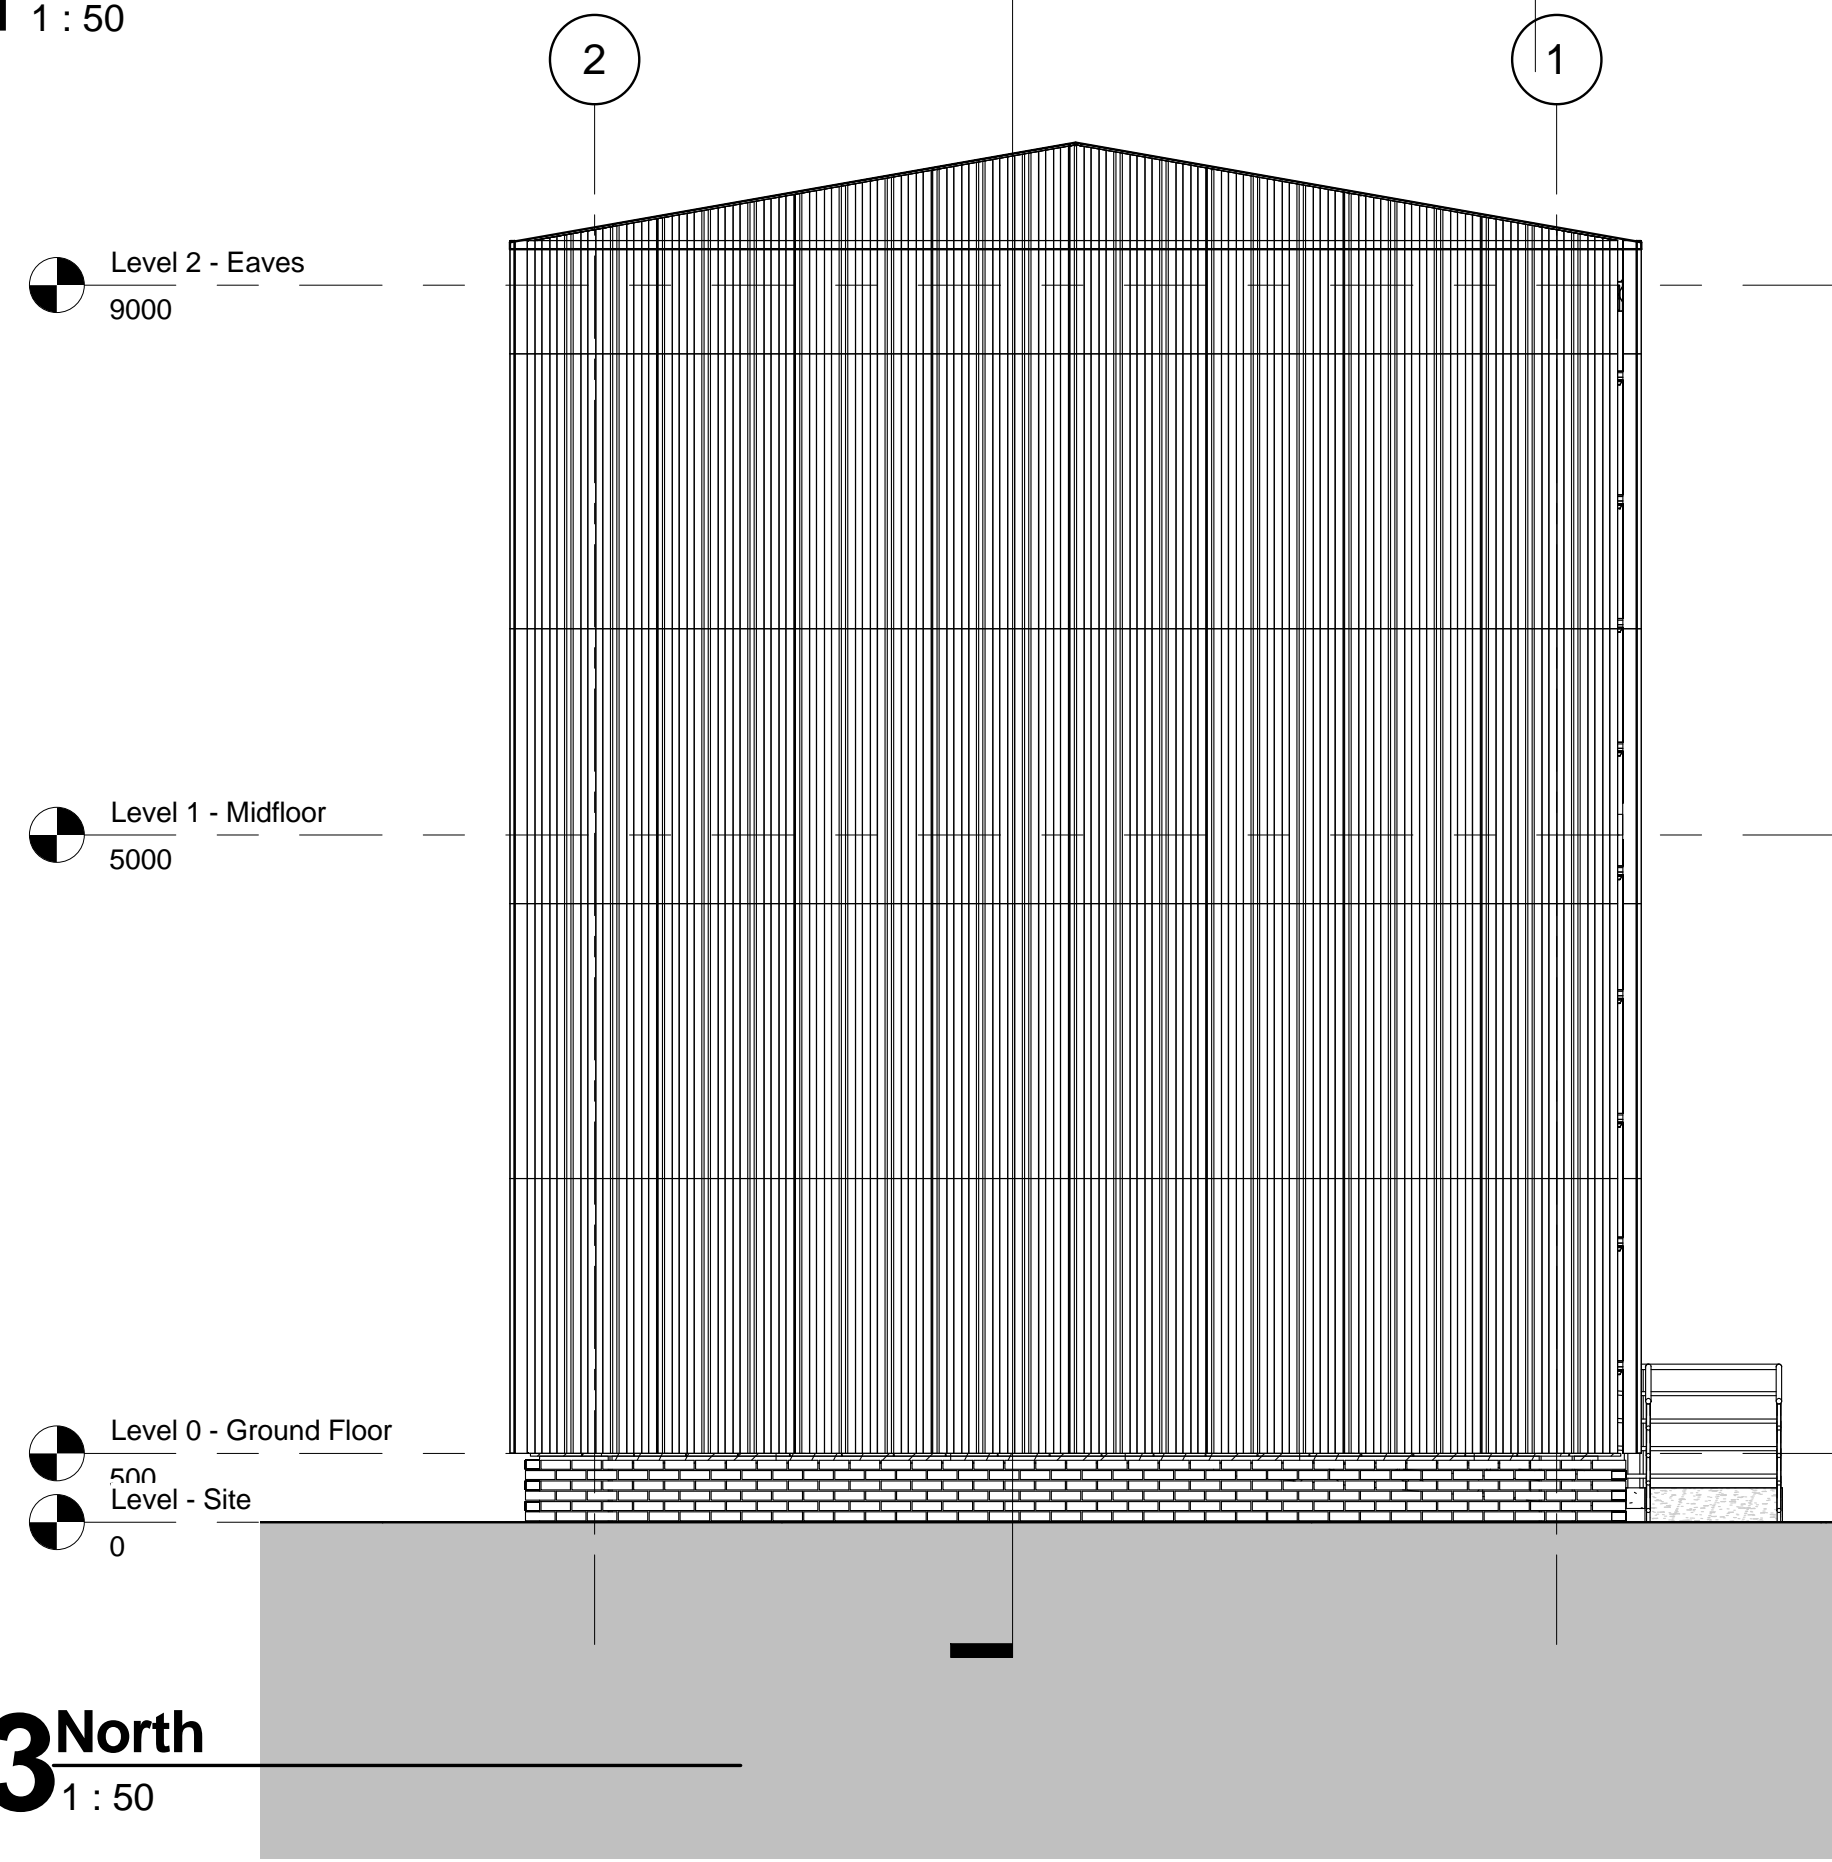 1 : 50
2
1
Level 2 - Eaves
9000
Level 1 - Midfloor
5000
Level 0 - Ground Floor
500
Level - Site
0
3
North
1 : 50